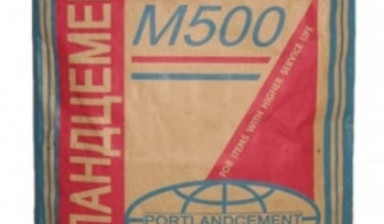 М500
ЛАНДЦЕМЕ
FOR ITEMS WITH HIGHER SERVICE LIFE
PORTLANDCEMENT